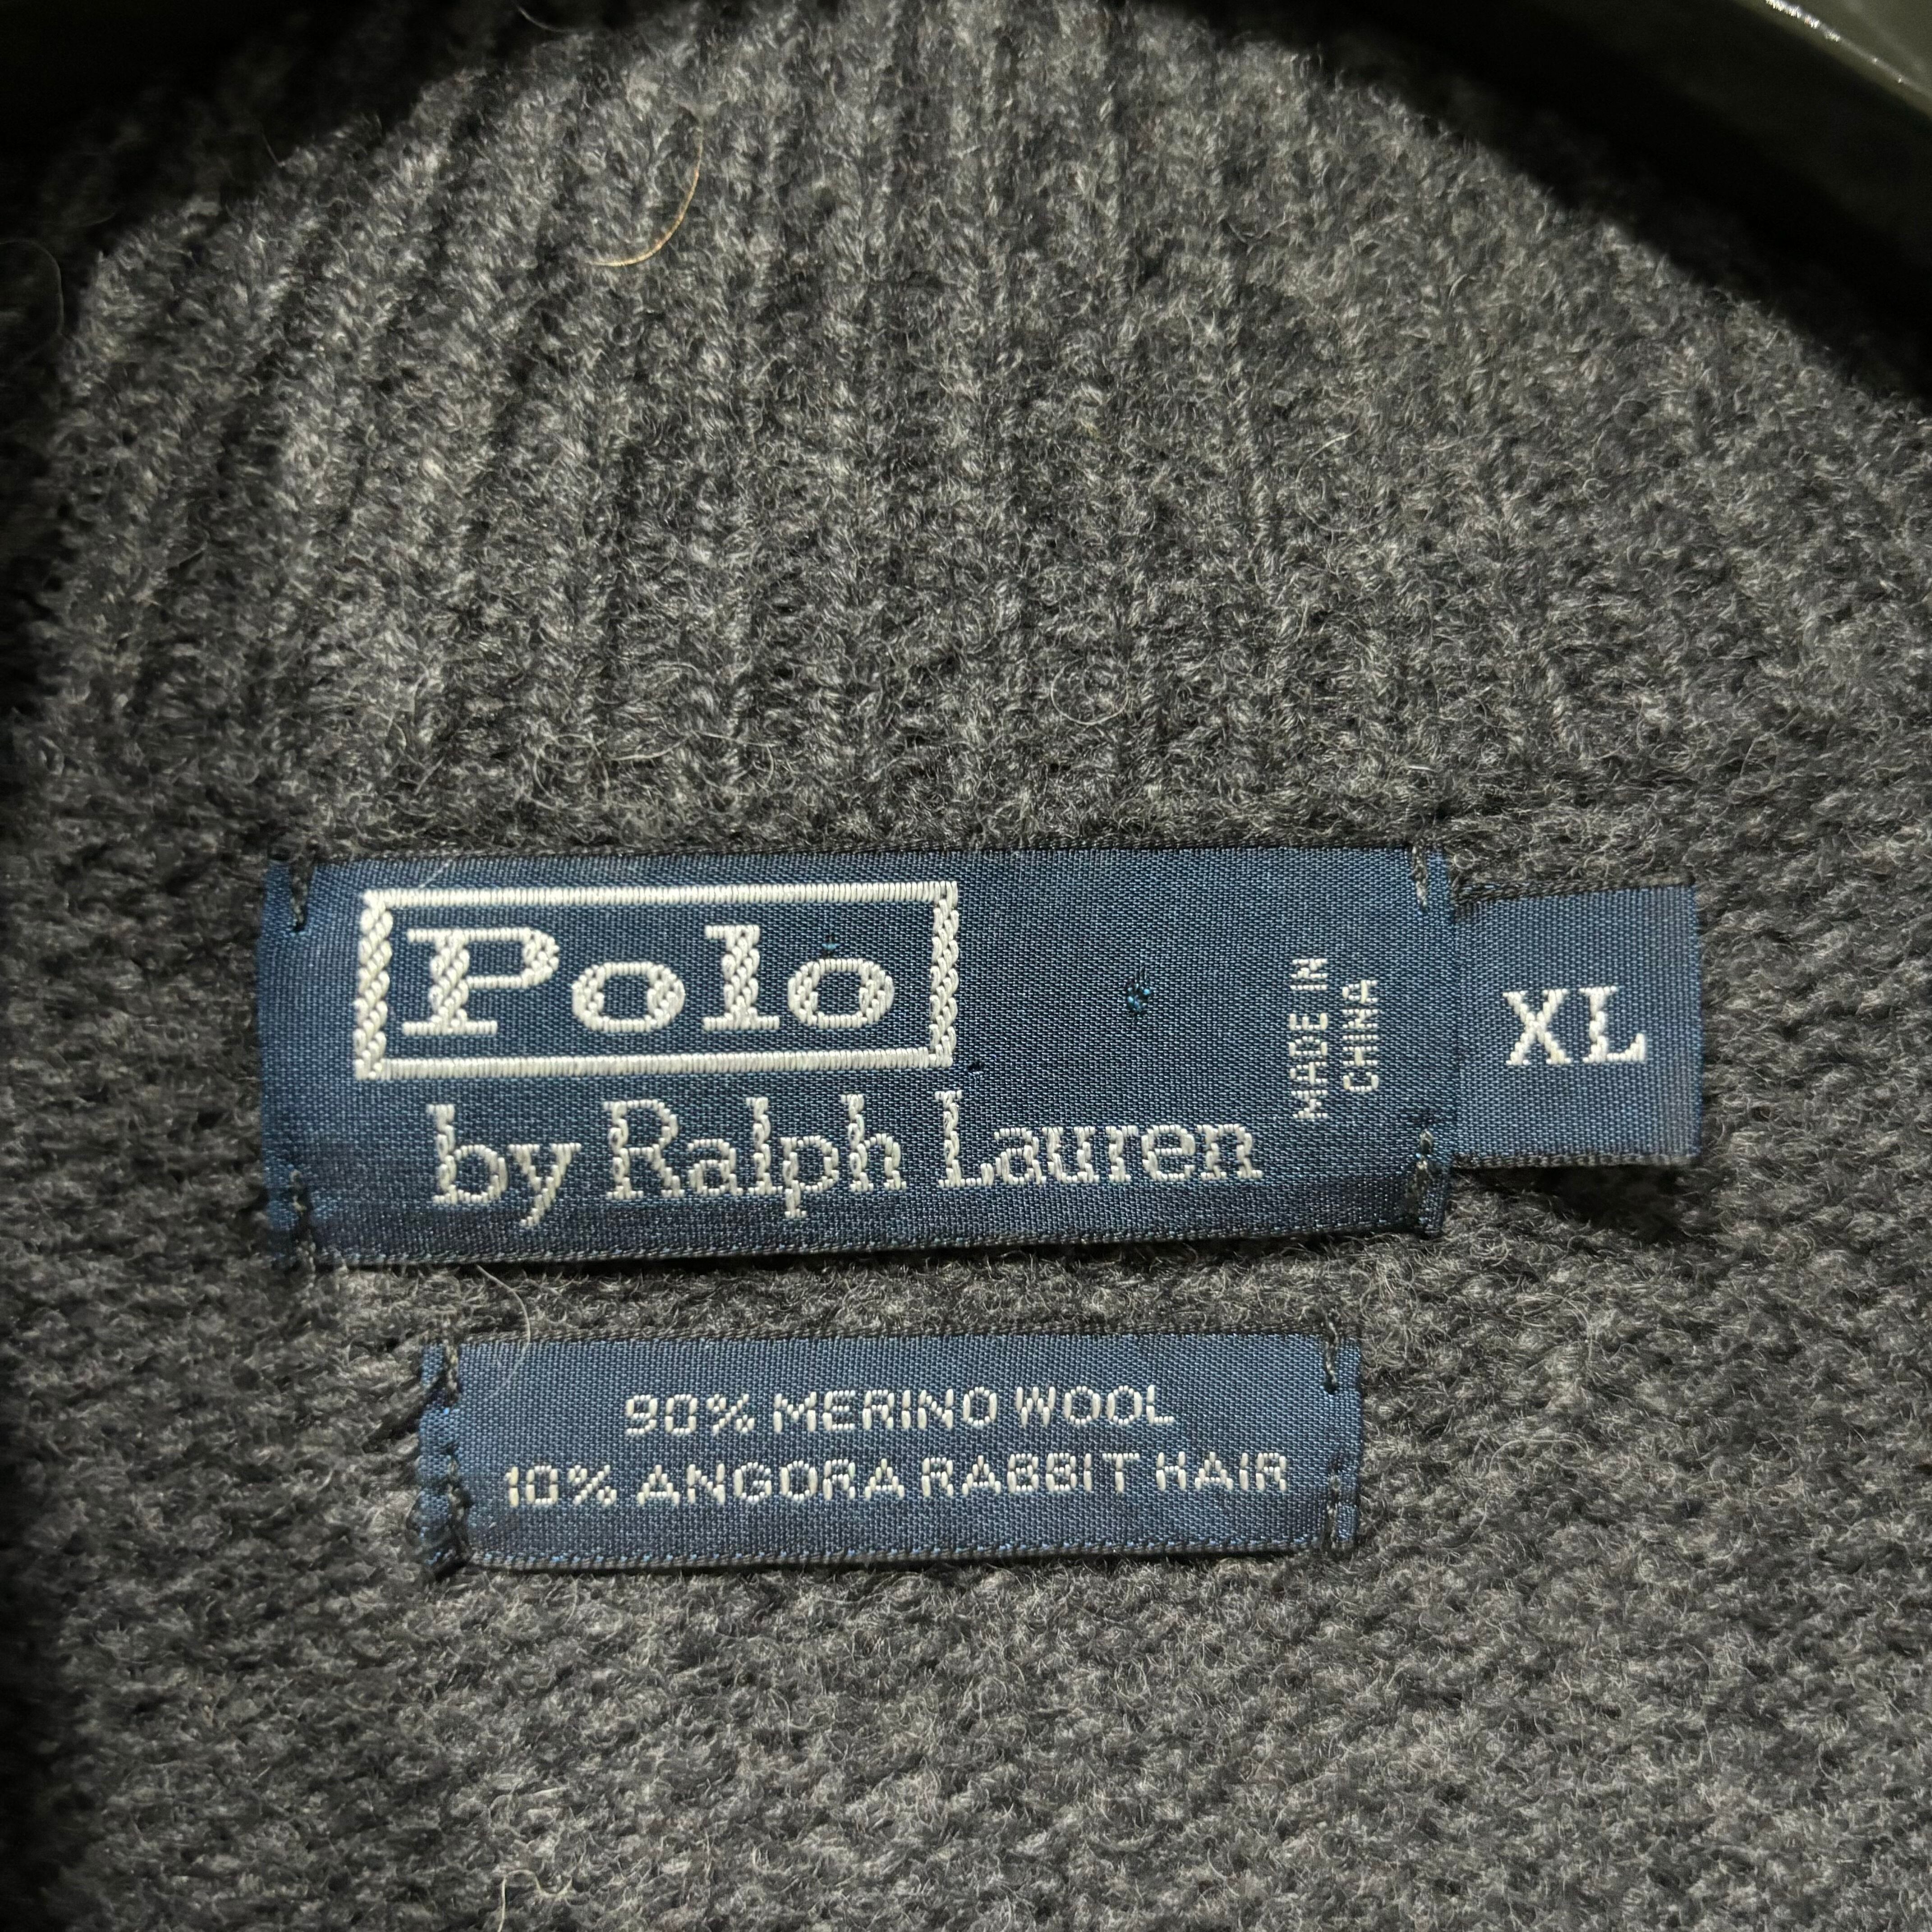 Polo
by Ralph Lauren
MADE IN
CHINA
XL
90% MERINO WOOL
10% ANGORA RABBIT HAIR